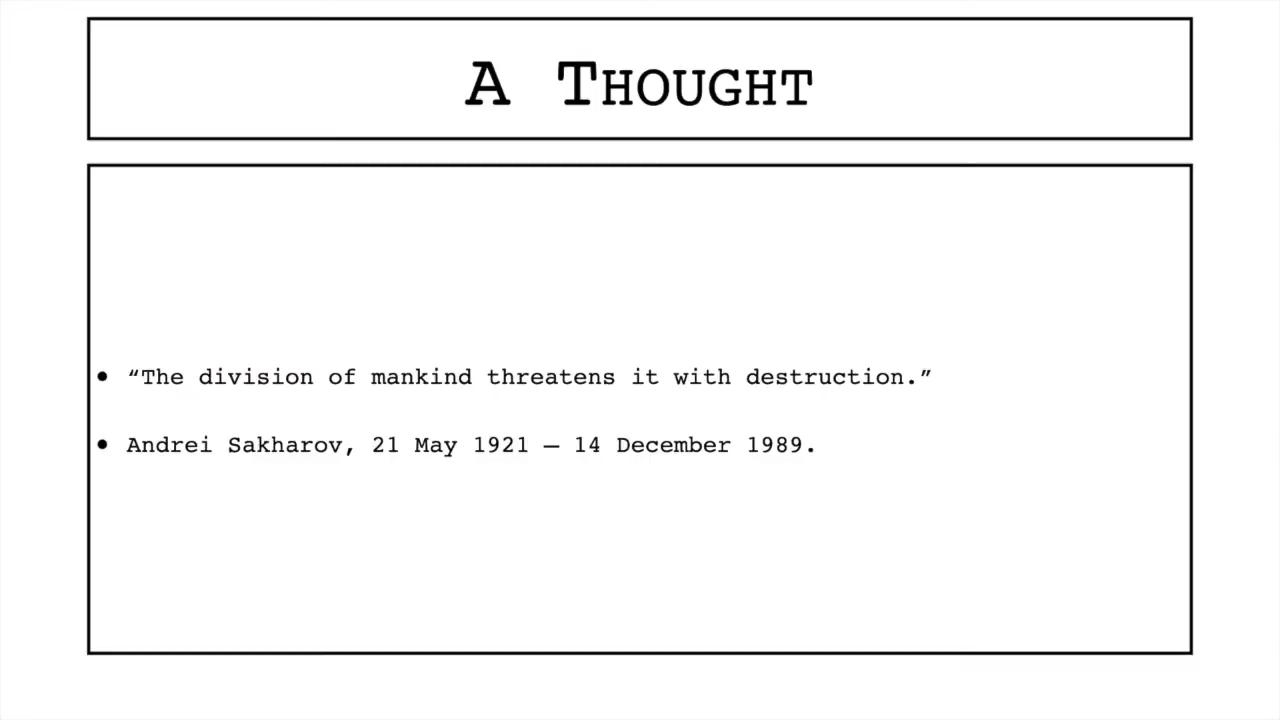 A Thought
• “The division of mankind threatens it with destruction.”
• Andrei Sakharov, 21 May 1921 – 14 December 1989.